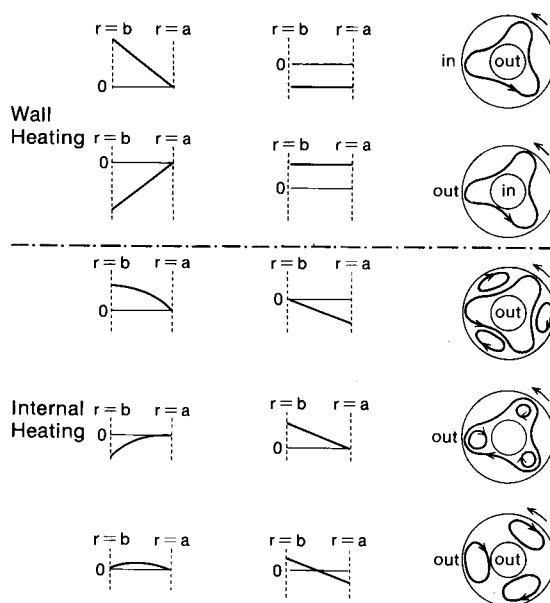 r = b r = a r = b r = a
0 0 in out
Wall
Heating
r = b r = a r = b r = a
0 0 out in
r = b r = a r = b r = a
0 0 out
Internal
Heating
r = b r = a r = b r = a
0 0 out
r = b r = a r = b r = a
0 0 out out